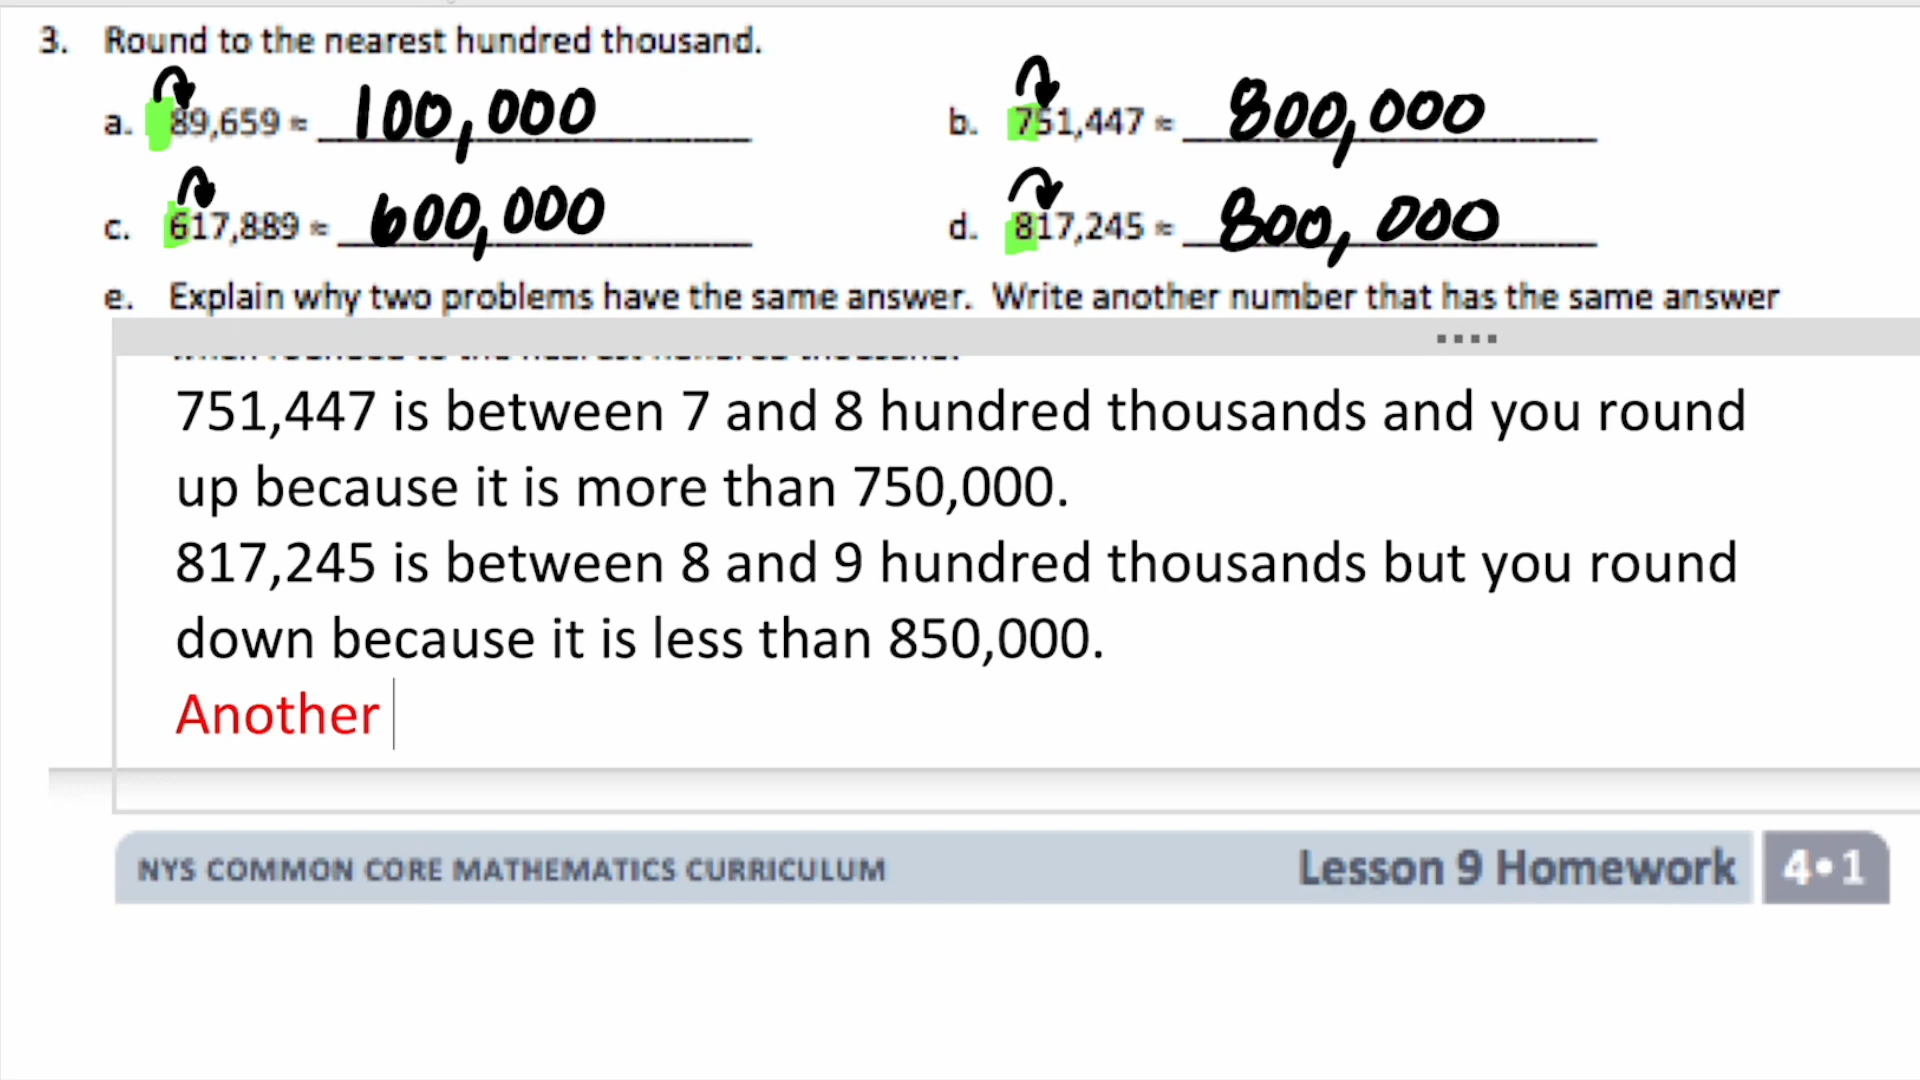 3. Round to the nearest hundred thousand.
a. 89,659 ≈ 100,000
b. 751,447 ≈ 800,000
c. 617,889 ≈ 600,000
d. 817,245 ≈ 800,000
e. Explain why two problems have the same answer. Write another number that has the same answer
751,447 is between 7 and 8 hundred thousands and you round
up because it is more than 750,000.
817,245 is between 8 and 9 hundred thousands but you round
down because it is less than 850,000.
Another
NYS COMMON CORE MATHEMATICS CURRICULUM
Lesson 9 Homework 4•1